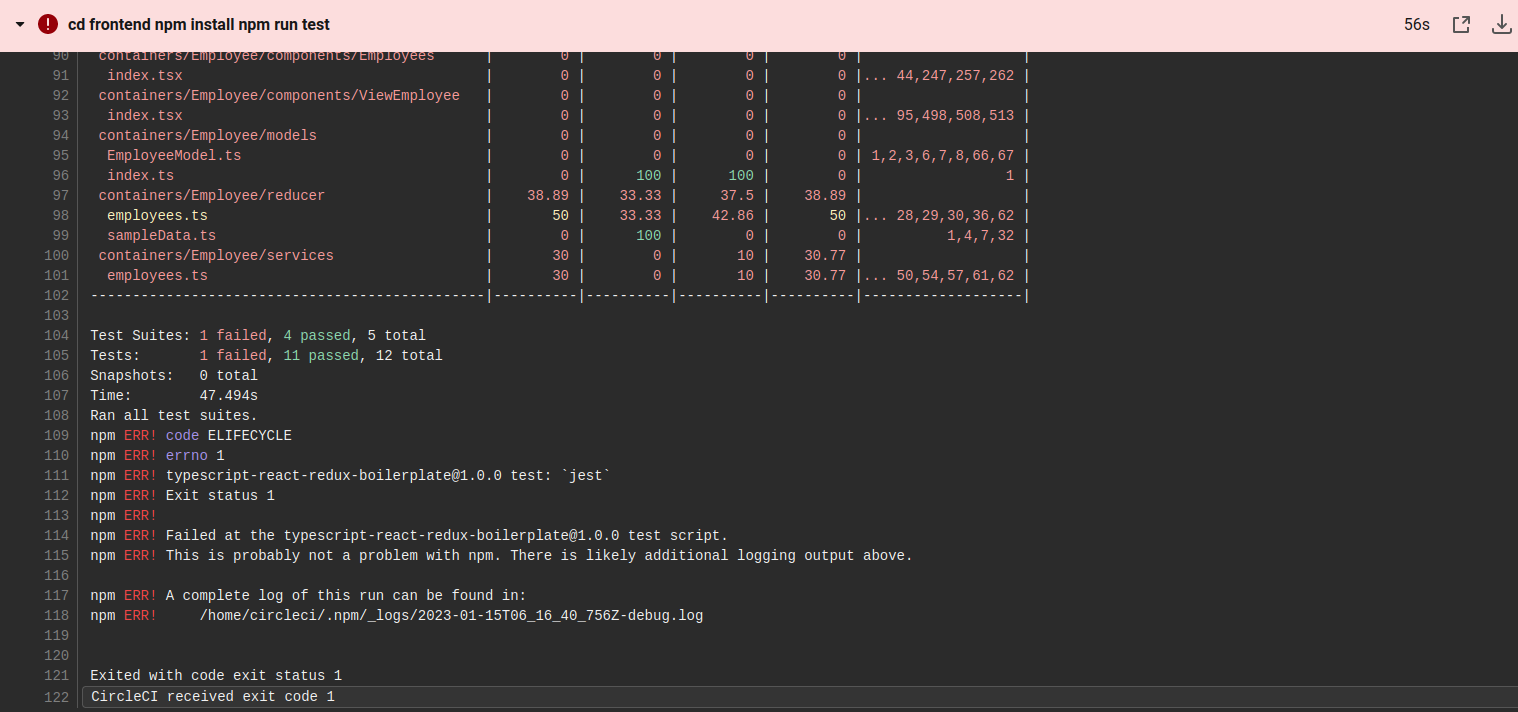 cd frontend npm install npm run test 56s
90 containers/Employee/components/Employees | 0 | 0 | 0 | 0 | |
91 index.tsx | 0 | 0 | 0 | 0 |... 44,247,257,262 |
92 containers/Employee/components/ViewEmployee | 0 | 0 | 0 | 0 | |
93 index.tsx | 0 | 0 | 0 | 0 |... 95,498,508,513 |
94 containers/Employee/models | 0 | 0 | 0 | 0 | |
95 EmployeeModel.ts | 0 | 0 | 0 | 0 | 1,2,3,6,7,8,66,67 |
96 index.ts | 0 | 100 | 100 | 0 | 1 |
97 containers/Employee/reducer | 38.89 | 33.33 | 37.5 | 38.89 | |
98 employees.ts | 50 | 33.33 | 42.86 | 50 |... 28,29,30,36,62 |
99 sampleData.ts | 0 | 100 | 0 | 0 | 1,4,7,32 |
100 containers/Employee/services | 30 | 0 | 10 | 30.77 | |
101 employees.ts | 30 | 0 | 10 | 30.77 |... 50,54,57,61,62 |
102 -----------------------------------------------|----------|----------|----------|----------|-------------------|
103
104 Test Suites: 1 failed, 4 passed, 5 total
105 Tests: 1 failed, 11 passed, 12 total
106 Snapshots: 0 total
107 Time: 47.494s
108 Ran all test suites.
109 npm ERR! code ELIFECYCLE
110 npm ERR! errno 1
111 npm ERR! typescript-react-redux-boilerplate@1.0.0 test: `jest`
112 npm ERR! Exit status 1
113 npm ERR!
114 npm ERR! Failed at the typescript-react-redux-boilerplate@1.0.0 test script.
115 npm ERR! This is probably not a problem with npm. There is likely additional logging output above.
116
117 npm ERR! A complete log of this run can be found in:
118 npm ERR! /home/circleci/.npm/_logs/2023-01-15T06_16_40_756Z-debug.log
119
120
121 Exited with code exit status 1
122 CircleCI received exit code 1